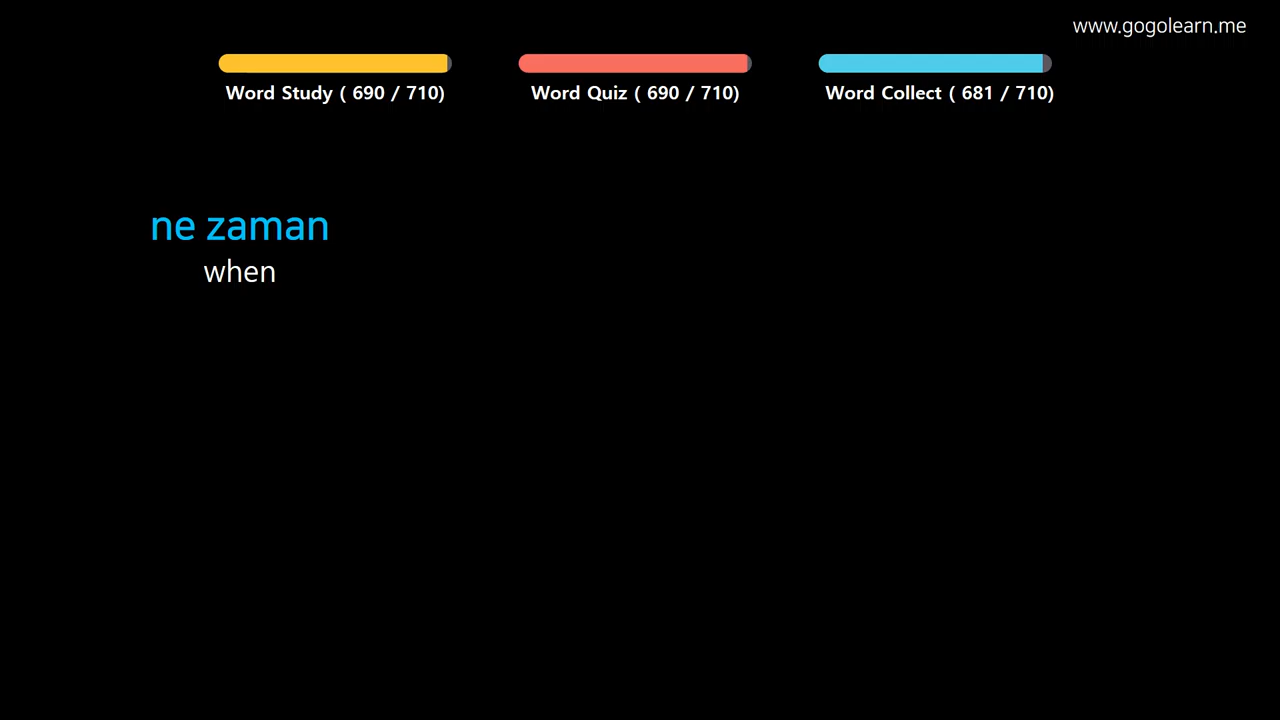 www.gogolearn.me
Word Study ( 690 / 710)
Word Quiz ( 690 / 710)
Word Collect ( 681 / 710)
ne zaman
when